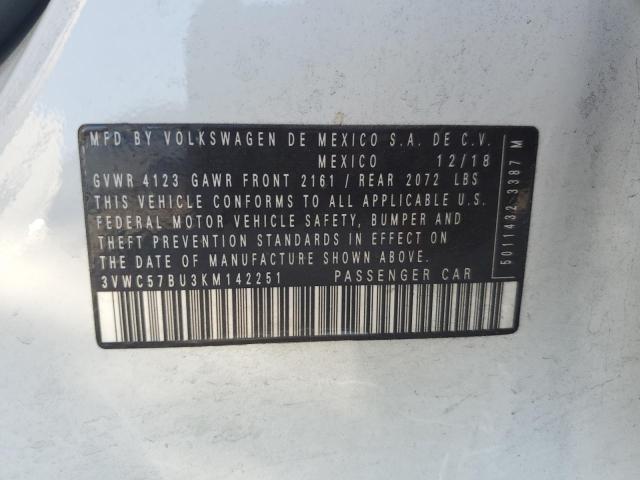 MFD BY VOLKSWAGEN DE MEXICO S.A. DE C.V.
MEXICO 12/18
GVWR 4123 GAWR FRONT 2161 / REAR 2072 LBS
THIS VEHICLE CONFORMS TO ALL APPLICABLE U.S.
FEDERAL MOTOR VEHICLE SAFETY, BUMPER AND
THEFT PREVENTION STANDARDS IN EFFECT ON
THE DATE OF MANUFACTURE SHOWN ABOVE.
3VWC57BU3KM142251 PASSENGER CAR
5011432 3387 M